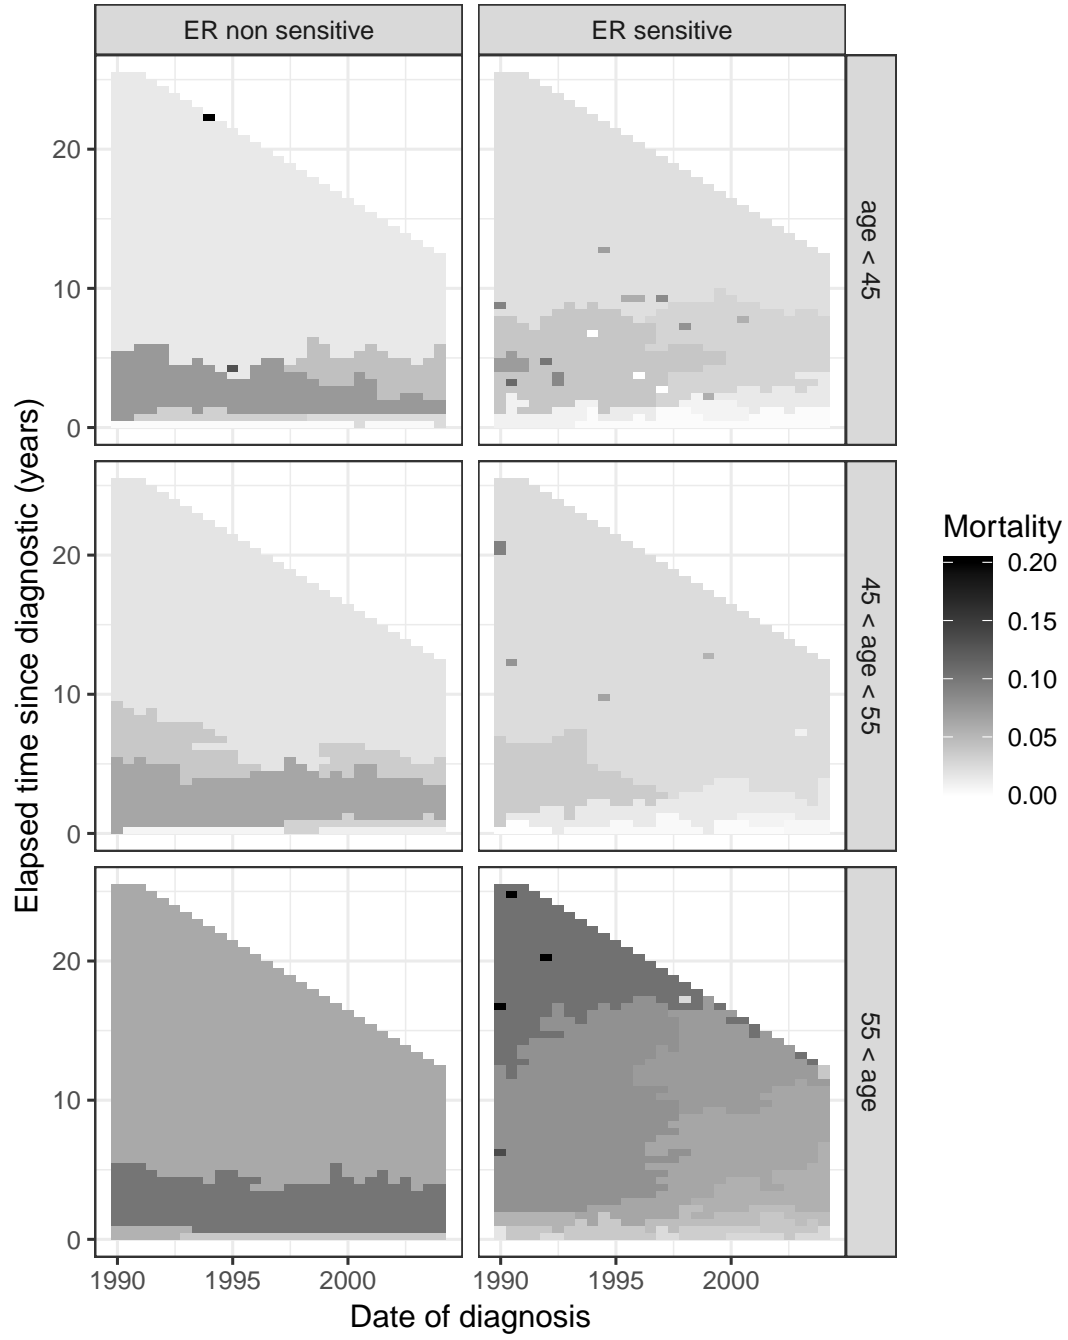 ER non sensitive
ER sensitive
20
10
0
age < 45
20
10
0
45 < age < 55
20
10
0
55 < age
1990
1995
2000
1990
1995
2000
Date of diagnosis
Elapsed time since diagnostic (years)
Mortality
0.20
0.15
0.10
0.05
0.00